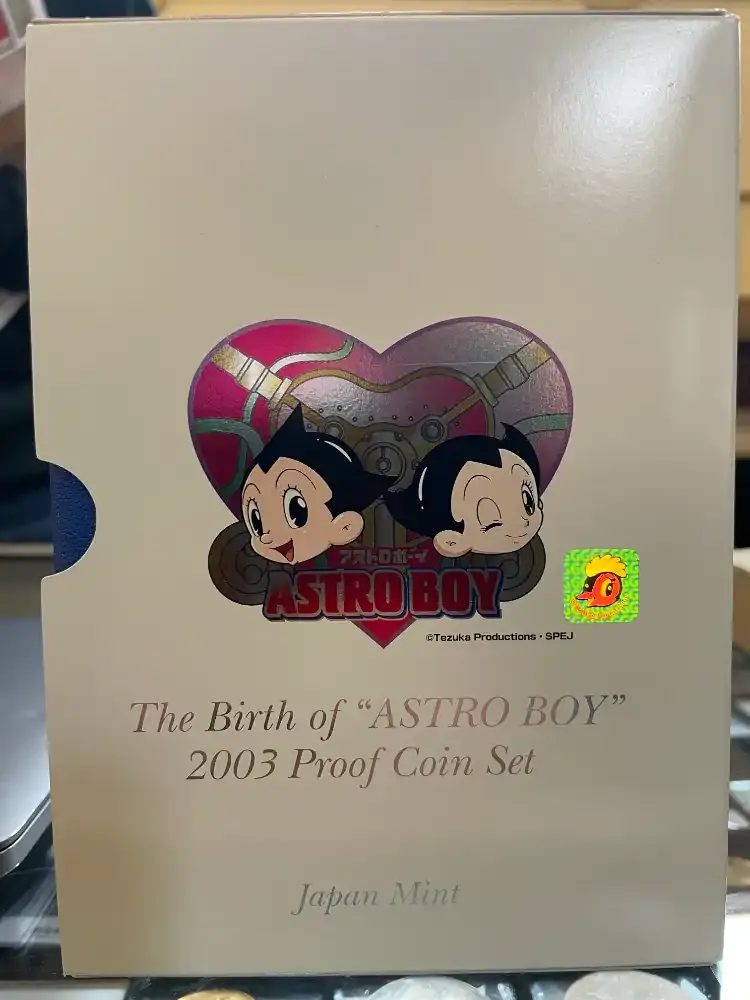 アストロボーイ
ASTRO BOY
©Tezuka Productions・SPEJ
The Birth of “ASTRO BOY”
2003 Proof Coin Set
Japan Mint